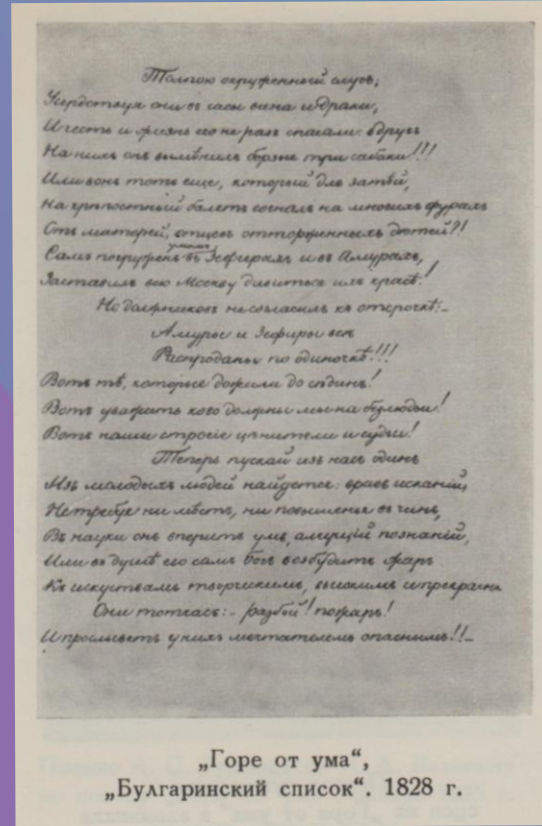 Толпою окруженный слугъ;
Усердствуя они въ часы вина и драки,
И честь и жизнь его не разъ спасали: вдругъ
На нихъ онъ вымѣнилъ борзыя три собаки!!!
Или вонъ тотъ еще, который для затѣй,
На крѣпостный балетъ согналъ на многихъ фурахъ
Отъ матерей, отцевъ отторженныхъ дѣтей?!
умомъ
Самъ погруженъ въ Зефирахъ и въ Амурахъ,
Заставилъ всю Москву дивиться ихъ красѣ!
Но должниковъ не согласилъ къ отсрочкѣ:-
Амуры и Зефиры всѣ
Распроданы по одиночкѣ!!!
Вотъ тѣ, которые дожили до сѣдинъ!
Вотъ уважать кого должны мы на безлюдьи!
Вотъ наши строгіе цѣнители и судьи!
Теперь пускай изъ насъ одинъ
Изъ молодыхъ людей найдется: врагъ исканій,
Не требуя ни мѣстъ, ни повышенья въ чинъ,
Въ науки онъ вперитъ умъ, алкущій познаній,
Или въ душѣ его самъ богъ возбудитъ жаръ
Къ искуствамъ творческимъ, высокимъ и прекрасн
Они тотчасъ:- разбой! пожаръ!
И прослыветъ у нихъ мечтателемъ опаснымъ!!-
„Горе от ума“,
„Булгаринский список“. 1828 г.